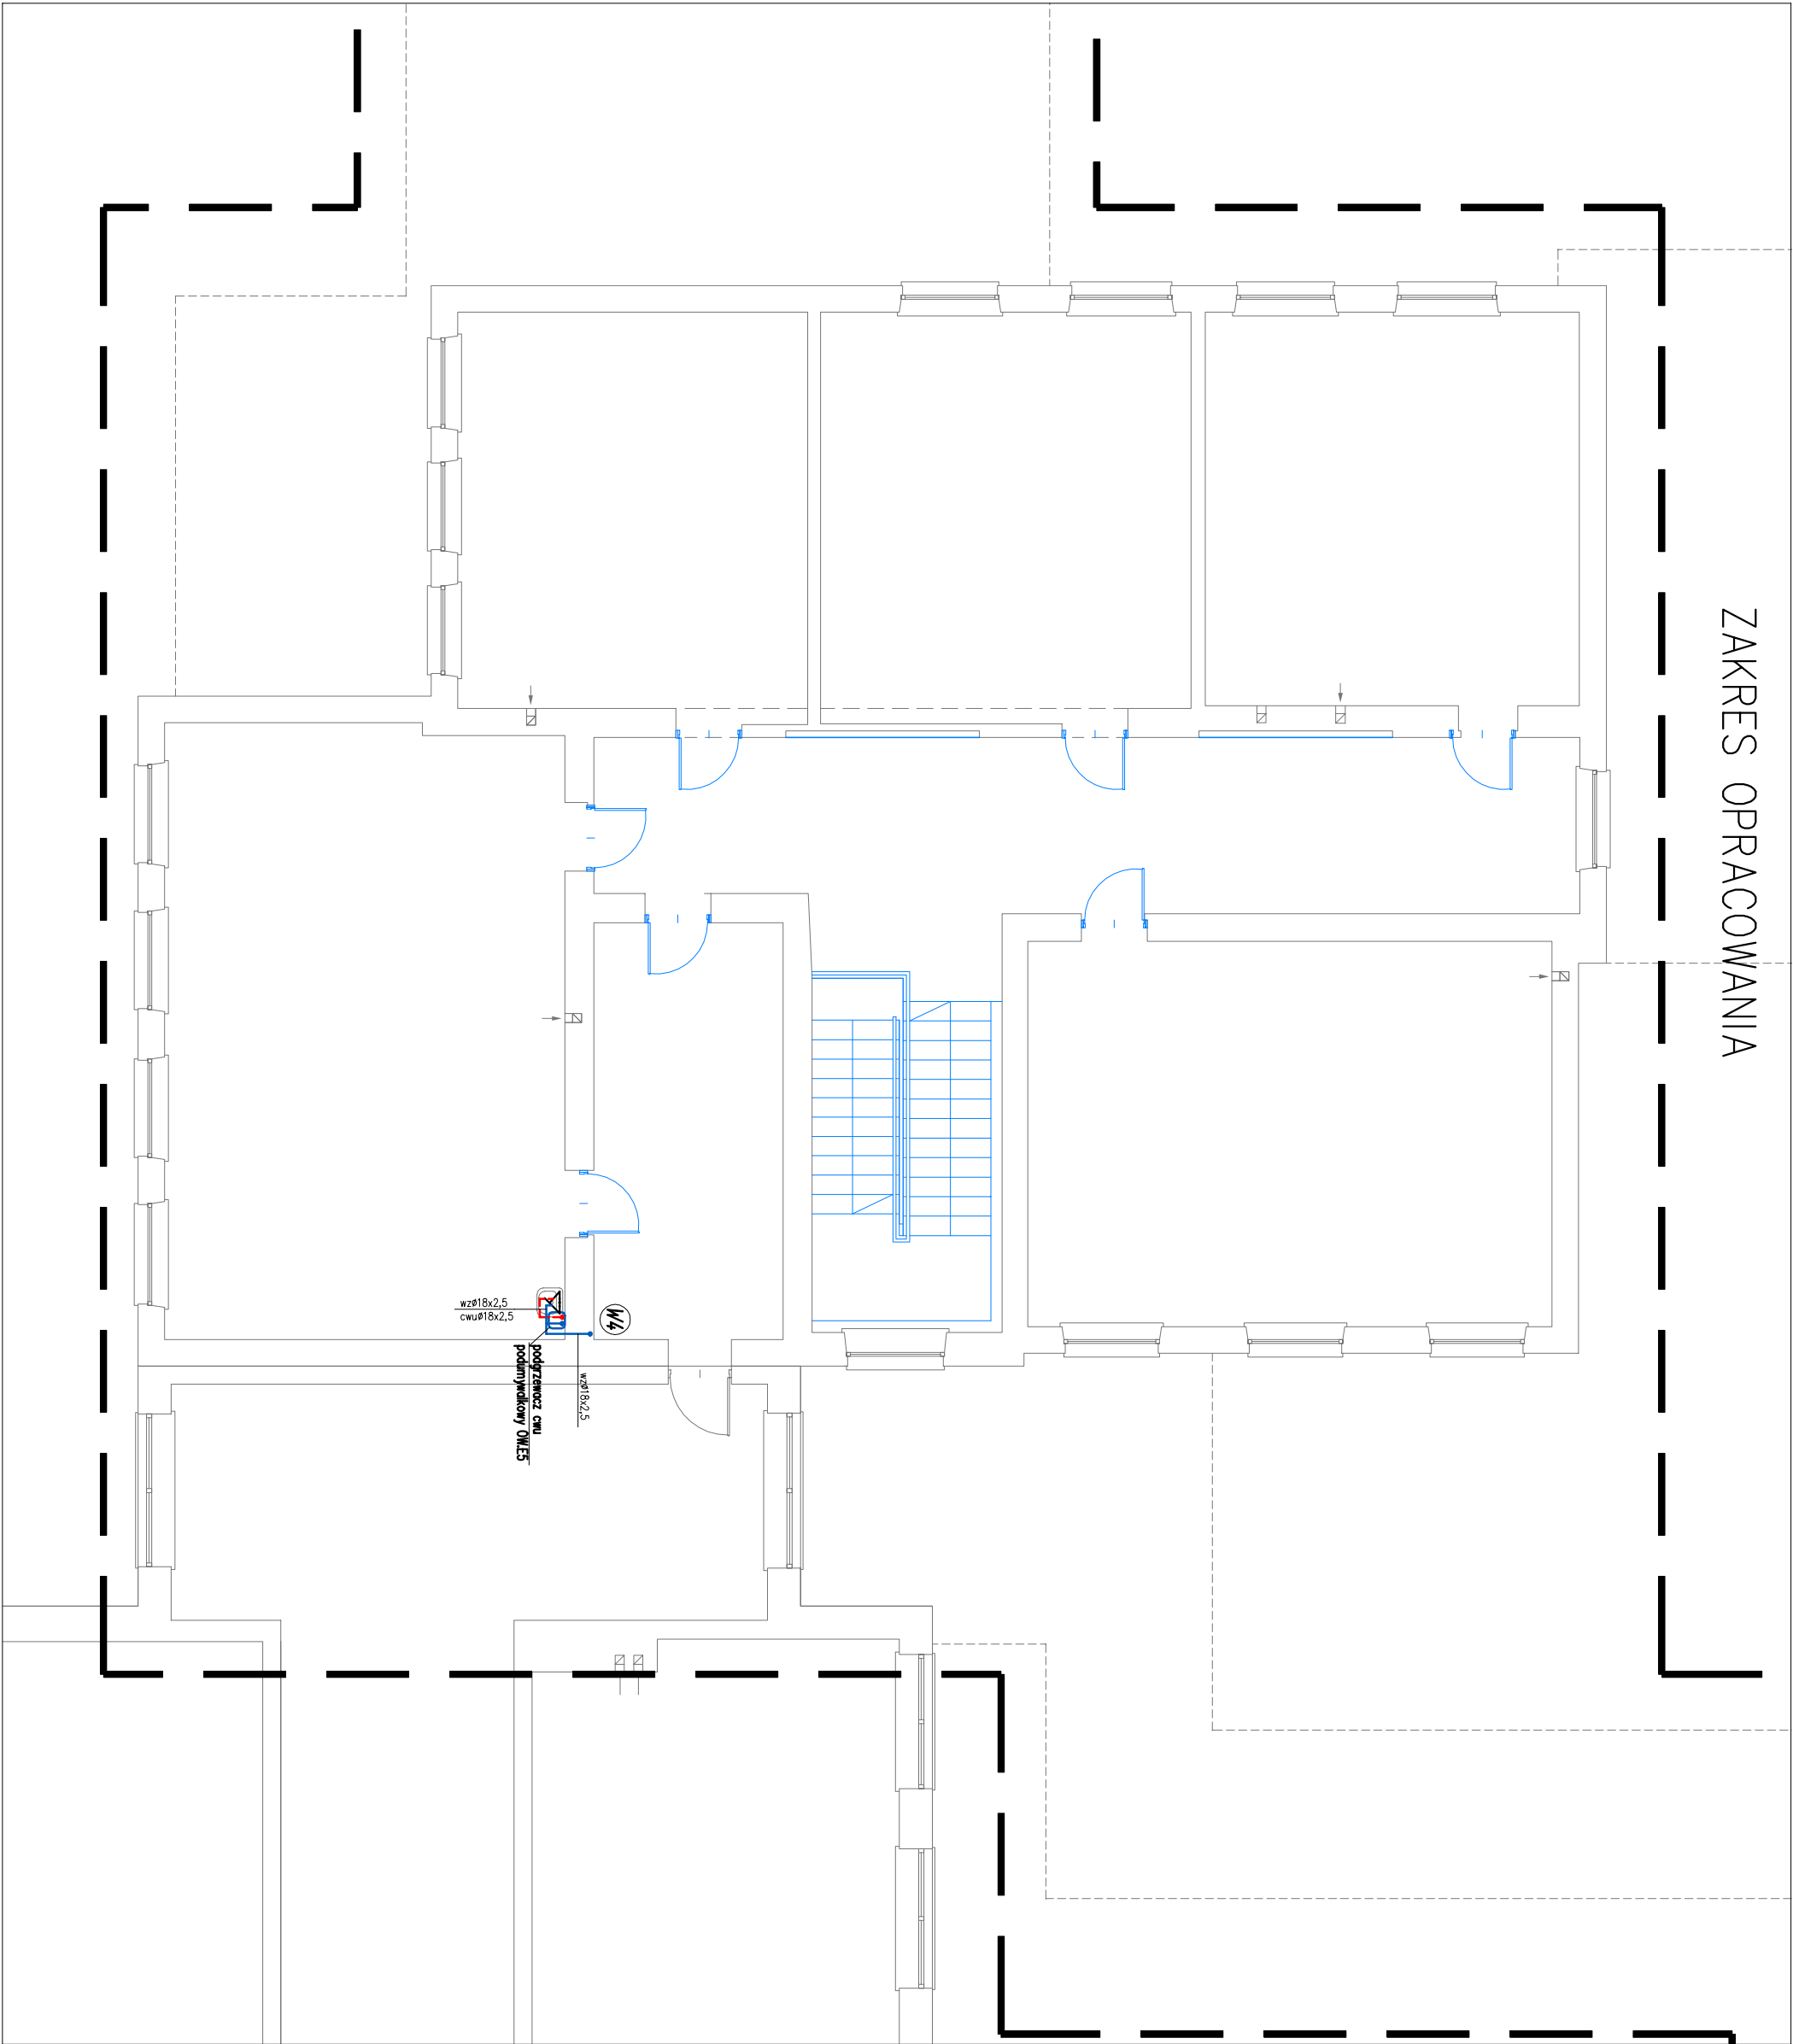 ZAKRES OPRACOWANIA
W4
wzø18x2,5
cwuø18x2,5
wzø18x2,5
podgrzewacz cwu
podumywalkowy OW.E5